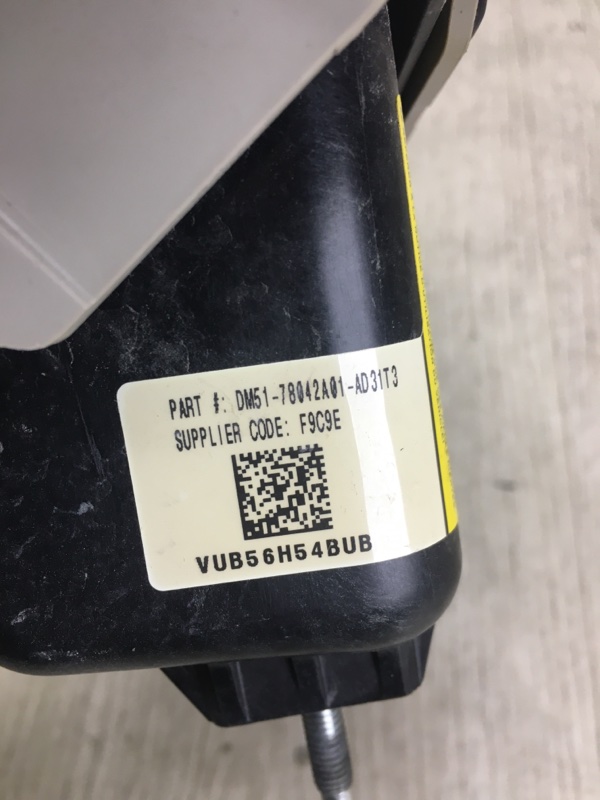 PART #: DM51-78042A01-AD31T3
SUPPLIER CODE: F9C9E
VUB56H54BUB